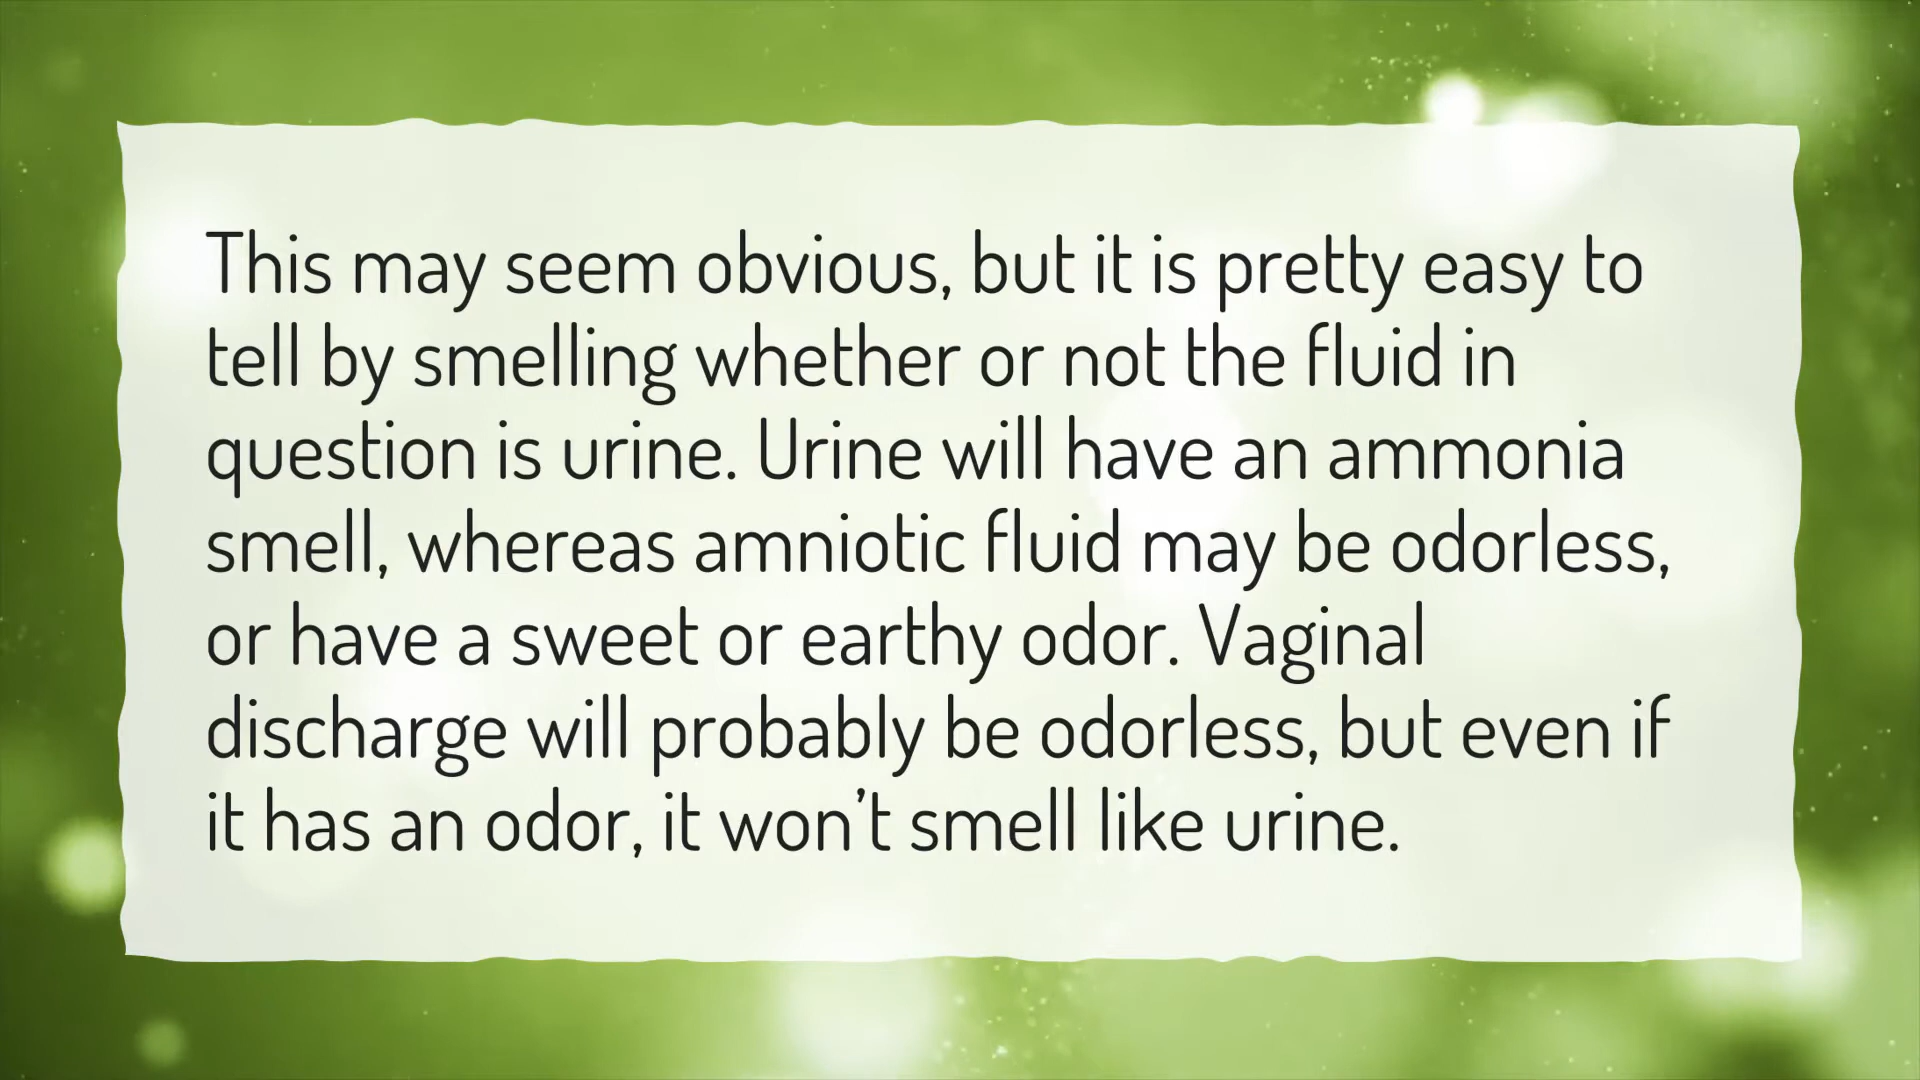 This may seem obvious, but it is pretty easy to
tell by smelling whether or not the fluid in
question is urine. Urine will have an ammonia
smell, whereas amniotic fluid may be odorless,
or have a sweet or earthy odor. Vaginal
discharge will probably be odorless, but even if
it has an odor, it won’t smell like urine.